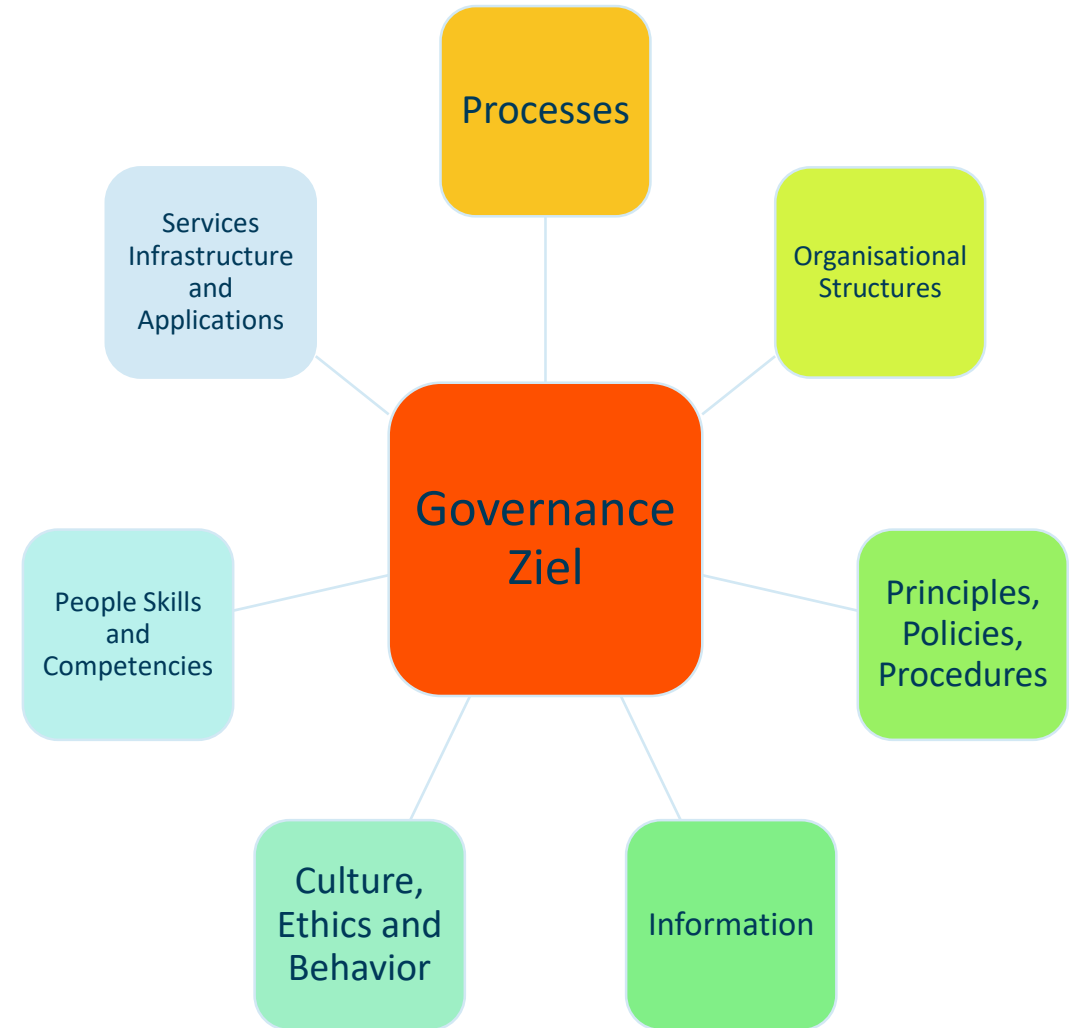 Processes
Organisational
Structures
Principles,
Policies,
Procedures
Information
Culture,
Ethics and
Behavior
People Skills
and
Competencies
Services
Infrastructure
and
Applications
Governance
Ziel